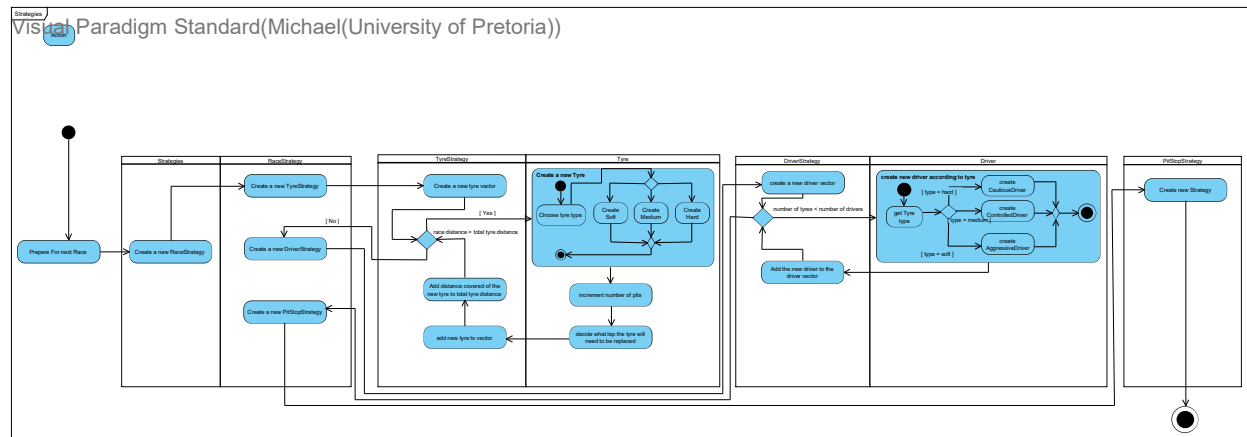 Strategies
Visual Paradigm Standard(Michael(University of Pretoria))
Action
Strategies
RaceStrategy
TyreStrategy
Tyre
DriverStrategy
Driver
PitStopStrategy
Prepare For next Race
Create a new RaceStrategy
Create a new TyreStrategy
Create a new DriverStrategy
Create a new PitStopStrategy
[ No ]
Create a new tyre vector
[ Yes ]
race distance > total tyre distance
Add distance covered of the
new tyre to total tyre distance
add new tyre to vector
Create a new Tyre
Choose tyre type
Create
Soft
Create
Medium
Create
Hard
increment number of pits
decide what lap the tyre will
need to be replaced
create a new driver vector
number of tyres < number of drivers
Add the new driver to the
driver vector
create new driver according to tyre
get Tyre
type
[ type = hard ]
create
CautiousDriver
create
ControlledDriver
[ type = medium ]
create
AggressiveDriver
[ type = soft ]
Create new Strategy